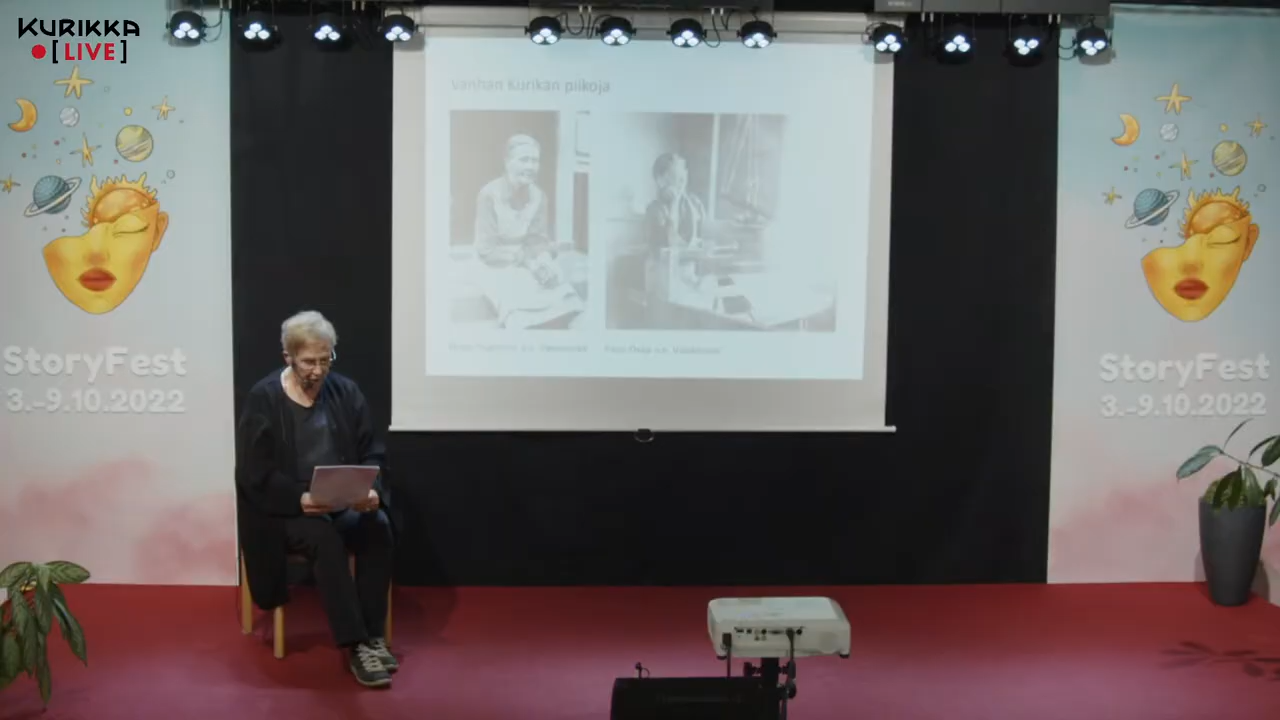 KURIKKA
[LIVE]
Vanhan Kurikan piikoja
StoryFest
3.-9.10.2022
StoryFest
3.-9.10.2022